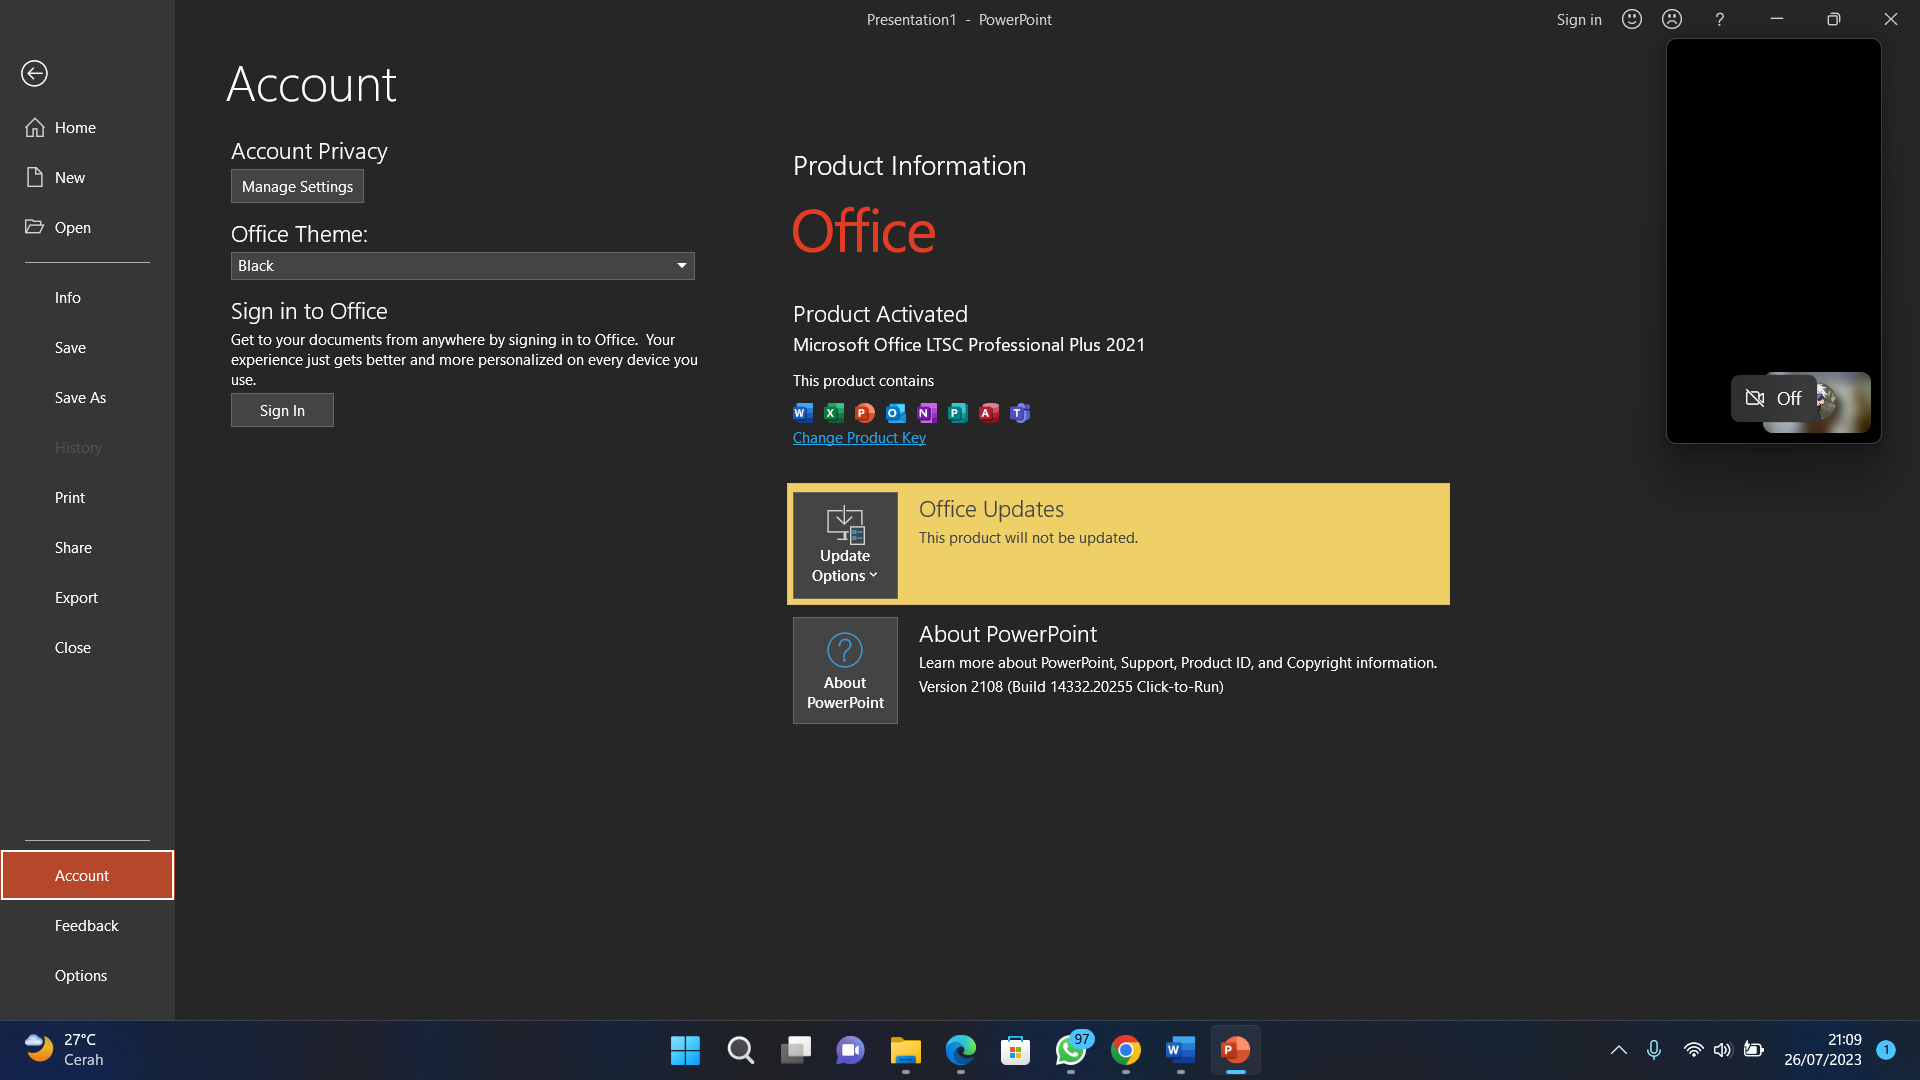 Presentation1 - PowerPoint
Sign in
?
Home
New
Open
Info
Save
Save As
History
Print
Share
Export
Close
Account
Feedback
Options
Account
Account Privacy
Manage Settings
Office Theme:
Black
Sign in to Office
Get to your documents from anywhere by signing in to Office. Your
experience just gets better and more personalized on every device you
use.
Sign In
Product Information
Office
Product Activated
Microsoft Office LTSC Professional Plus 2021
This product contains
W X P O N P A T
Change Product Key
Update
Options
Office Updates
This product will not be updated.
?
About
PowerPoint
About PowerPoint
Learn more about PowerPoint, Support, Product ID, and Copyright information.
Version 2108 (Build 14332.20255 Click-to-Run)
Off
27°C
Cerah
97
W
P
21:09
26/07/2023
1